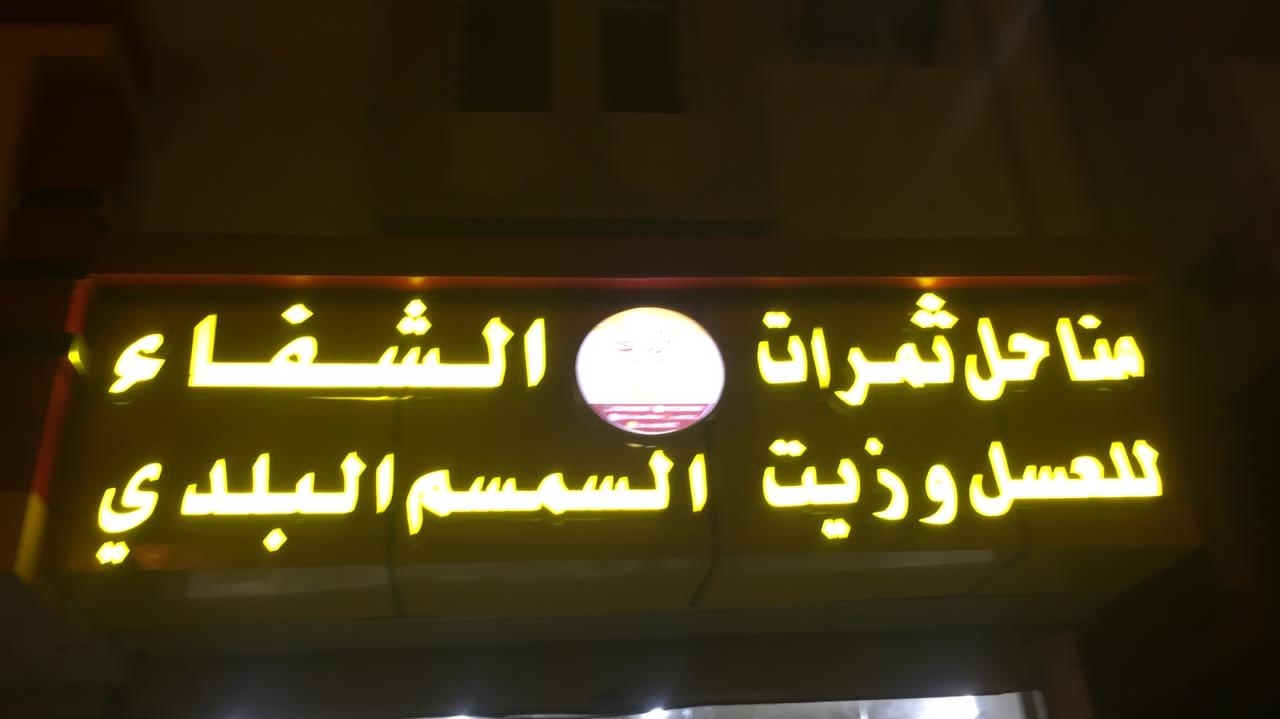 مناحل ثمرات الشفاء
للعسل وزيت السمسم البلدي